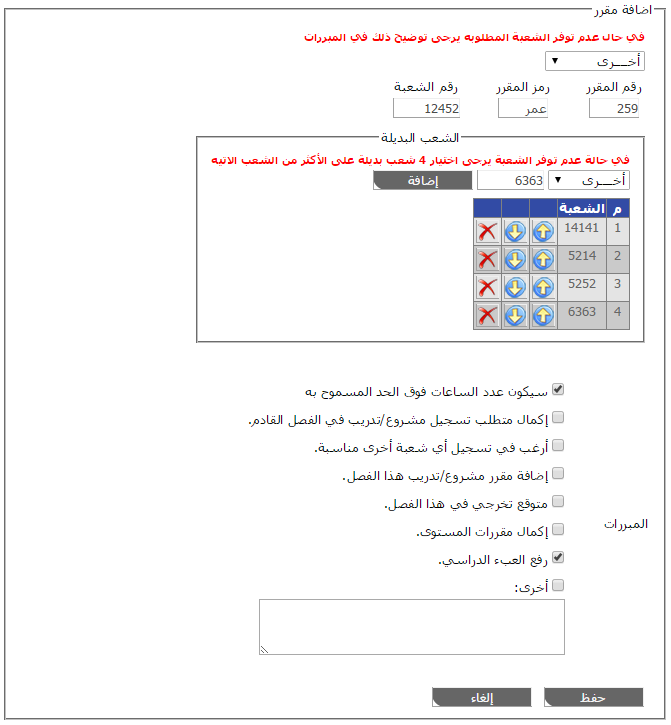 اضافة مقرر
في حال عدم توفر الشعبة المطلوبه يرجى توضيح ذلك في المبررات
أخـــرى
رقم المقرر رمز المقرر رقم الشعبة
259 عمر 12452
الشعب البديلة
في حالة عدم توفر الشعبة يرجى اختيار 4 شعب بديلة على الأكثر من الشعب الاتيه
أخـــرى 6363 إضافة
م الشعبة
1 14141
2 5214
3 5252
4 6363
سيكون عدد الساعات فوق الحد المسموح به
إكمال متطلب تسجيل مشروع/تدريب في الفصل القادم.
أرغب في تسجيل أي شعبة أخرى مناسبة.
إضافة مقرر مشروع/تدريب هذا الفصل.
متوقع تخرجي في هذا الفصل.
المبررات
إكمال مقررات المستوى.
رفع العبء الدراسي.
أخرى:
حفظ إلغاء